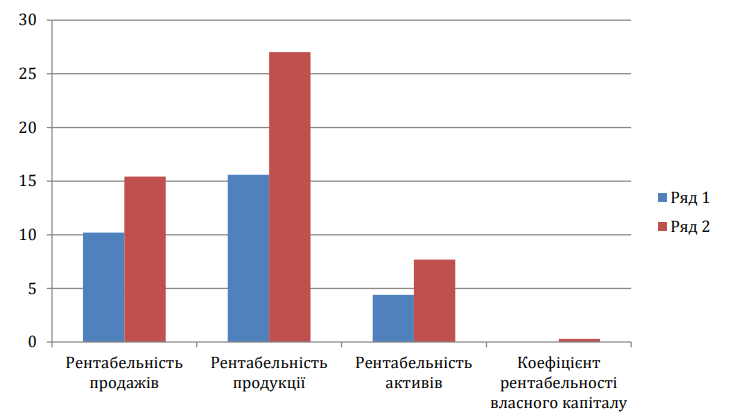 30
25
20
15
10
5
0
Рентабельність
продажів
Рентабельність
продукції
Рентабельність
активів
Коефіцієнт
рентабельності
власного капіталу
Ряд 1
Ряд 2